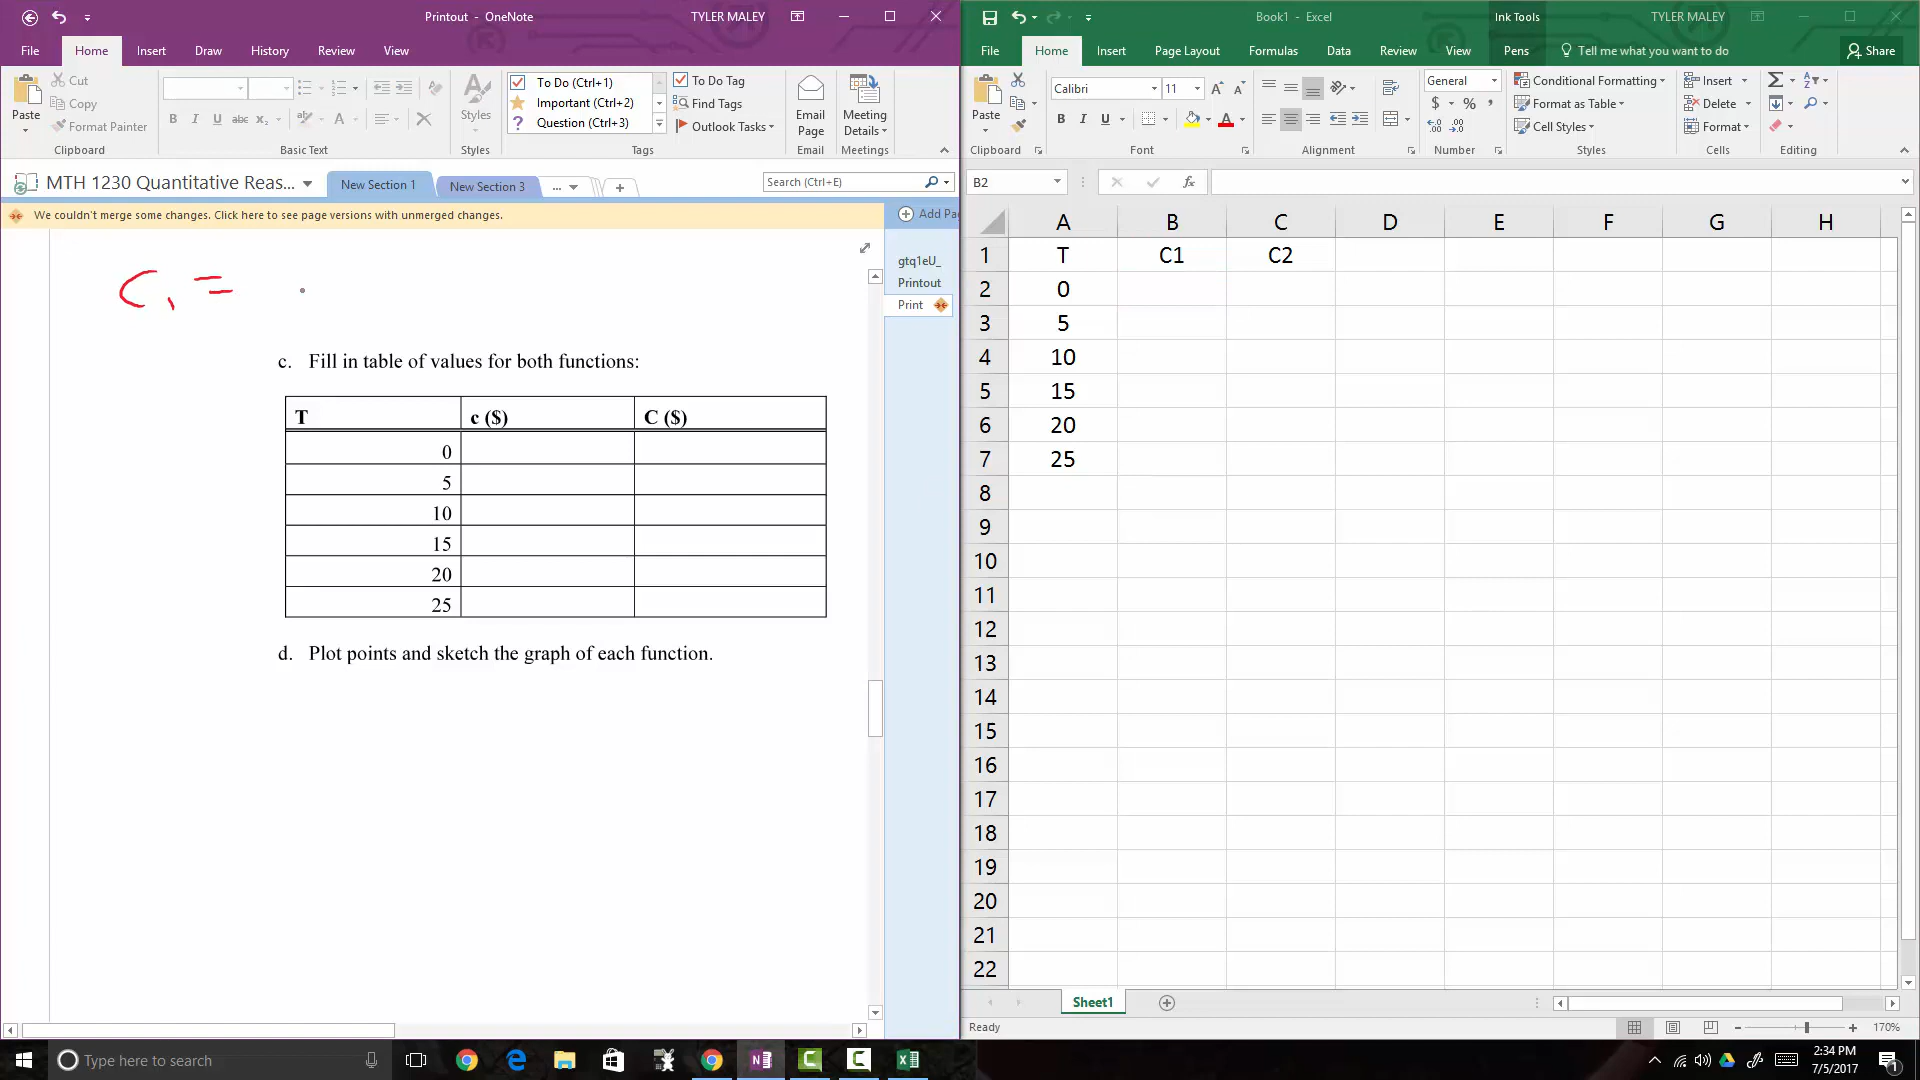 Printout - OneNote
TYLER MALEY
File Home Insert Draw History Review View
Paste
Cut
Copy
Format Painter
Clipboard
B I U abc x₂ A
Basic Text
Styles
Styles
To Do (Ctrl+1)
Important (Ctrl+2)
Question (Ctrl+3)
To Do Tag
Find Tags
Outlook Tasks
Tags
Email Page
Email
Meeting Details
Meetings
MTH 1230 Quantitative Reas...
New Section 1
New Section 3
...
Search (Ctrl+E)
We couldn't merge some changes. Click here to see page versions with unmerged changes.
Add Pa
gtq1eU_
Printout
Print
C₁ =
c. Fill in table of values for both functions:
T c ($) C ($)
0
5
10
15
20
25
d. Plot points and sketch the graph of each function.
Book1 - Excel
Ink Tools
TYLER MALEY
File Home Insert Page Layout Formulas Data Review View Pens
Tell me what you want to do
Share
Paste
Clipboard
Calibri 11
B I U A
Font
Alignment
General
$ % ,
Number
Conditional Formatting
Format as Table
Cell Styles
Styles
Insert
Delete
Format
Cells
Editing
B2
fx
A B C D E F G H
1 T C1 C2
2 0
3 5
4 10
5 15
6 20
7 25
8
9
10
11
12
13
14
15
16
17
18
19
20
21
22
Sheet1
Ready
170%
Type here to search
2:34 PM
7/5/2017
1